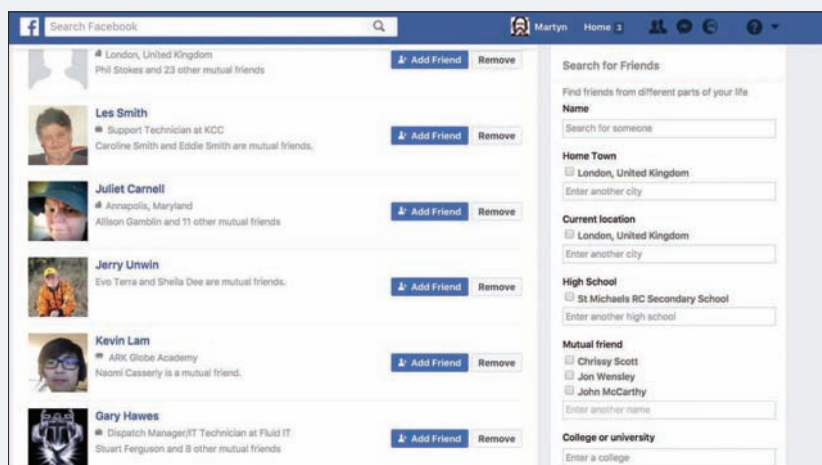 f
Search Facebook
Martyn
Home 3
London, United Kingdom
Phil Stokes and 23 other mutual friends
Add Friend
Remove
Les Smith
Support Technician at KCC
Caroline Smith and Eddie Smith are mutual friends.
Add Friend
Remove
Juliet Carnell
Annapolis, Maryland
Allison Gamblin and 11 other mutual friends
Add Friend
Remove
Jerry Unwin
Evo Terra and Sheila Dee are mutual friends.
Add Friend
Remove
Kevin Lam
ARK Globe Academy
Naomi Casserly is a mutual friend.
Add Friend
Remove
Gary Hawes
Dispatch Manager/IT Technician at Fluid IT
Stuart Ferguson and 8 other mutual friends
Add Friend
Remove
Search for Friends
Find friends from different parts of your life
Name
Search for someone
Home Town
London, United Kingdom
Enter another city
Current location
London, United Kingdom
Enter another city
High School
St Michaels RC Secondary School
Enter another high school
Mutual friend
Chrissy Scott
Jon Wensley
John McCarthy
Enter another name
College or university
Enter a college